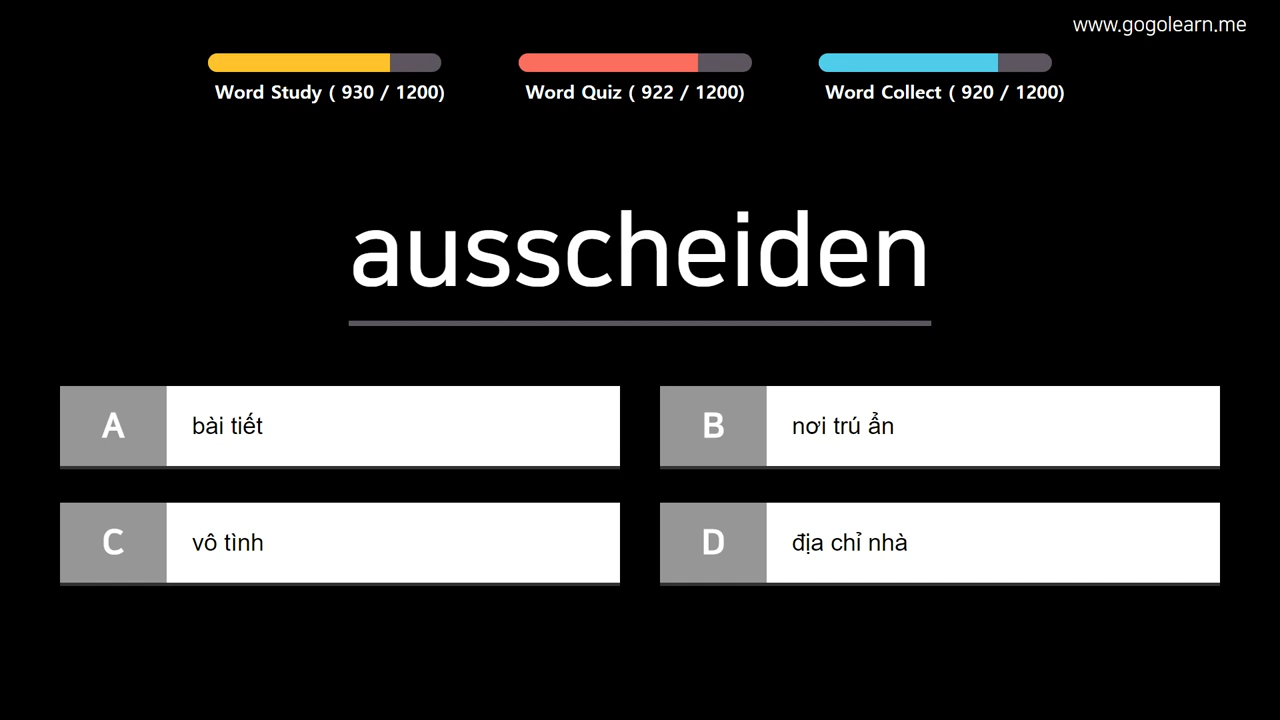 www.gogolearn.me
Word Study ( 930 / 1200)
Word Quiz ( 922 / 1200)
Word Collect ( 920 / 1200)
ausscheiden
A bài tiết
B nơi trú ẩn
C vô tình
D địa chỉ nhà